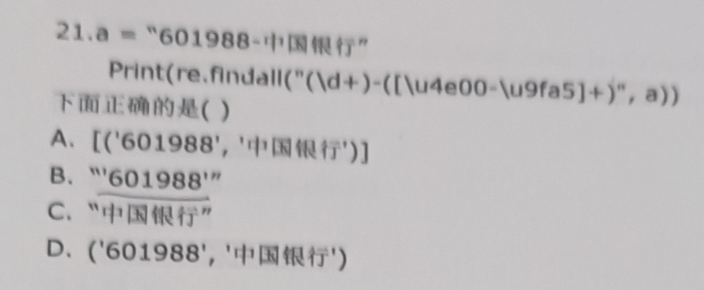 21.a = “601988-中国银行”
Print(re.findall("(\d+)-([\u4e00-\u9fa5]+)", a))
下面正确的是( )
A、[('601988', '中国银行')]
B、“'601988'”
C、“中国银行”
D、('601988', '中国银行')